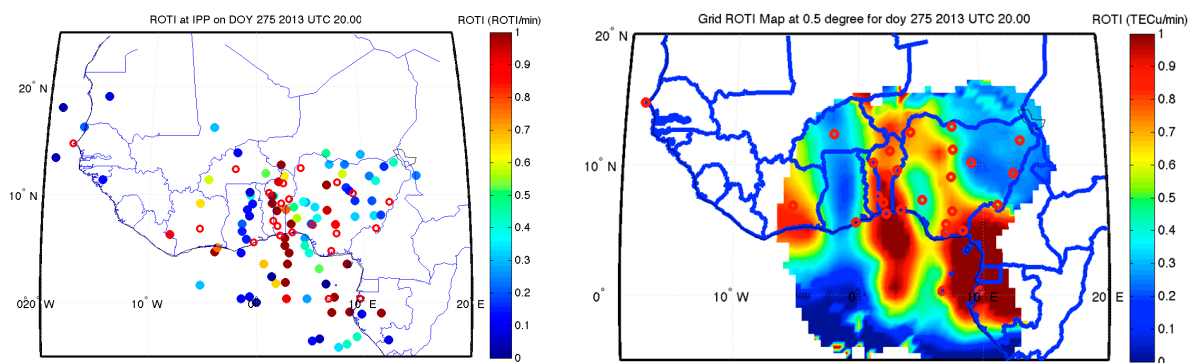 ROTI at IPP on DOY 275 2013 UTC 20.00
ROTI (ROTI/min)
20° N
10° N
020° W
10° W
0°
10° E
20° E
1
0.9
0.8
0.7
0.6
0.5
0.4
0.3
0.2
0.1
0
Grid ROTI Map at 0.5 degree for doy 275 2013 UTC 20.00
ROTI (TECu/min)
20° N
10° N
0°
10° W
0°
10° E
20° E
1
0.9
0.8
0.7
0.6
0.5
0.4
0.3
0.2
0.1
0